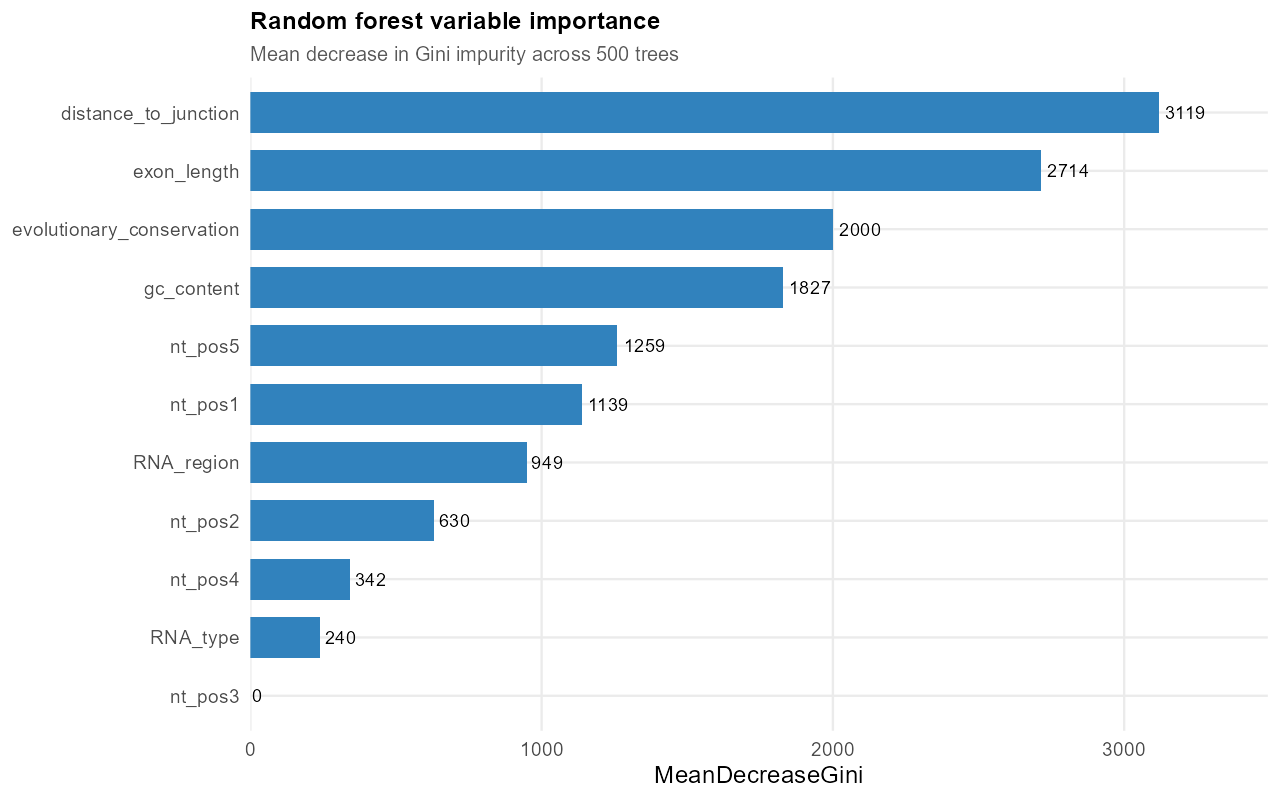 Random forest variable importance
Mean decrease in Gini impurity across 500 trees
distance_to_junction 3119
exon_length 2714
evolutionary_conservation 2000
gc_content 1827
nt_pos5 1259
nt_pos1 1139
RNA_region 949
nt_pos2 630
nt_pos4 342
RNA_type 240
nt_pos3 0
0 1000 2000 3000
MeanDecreaseGini